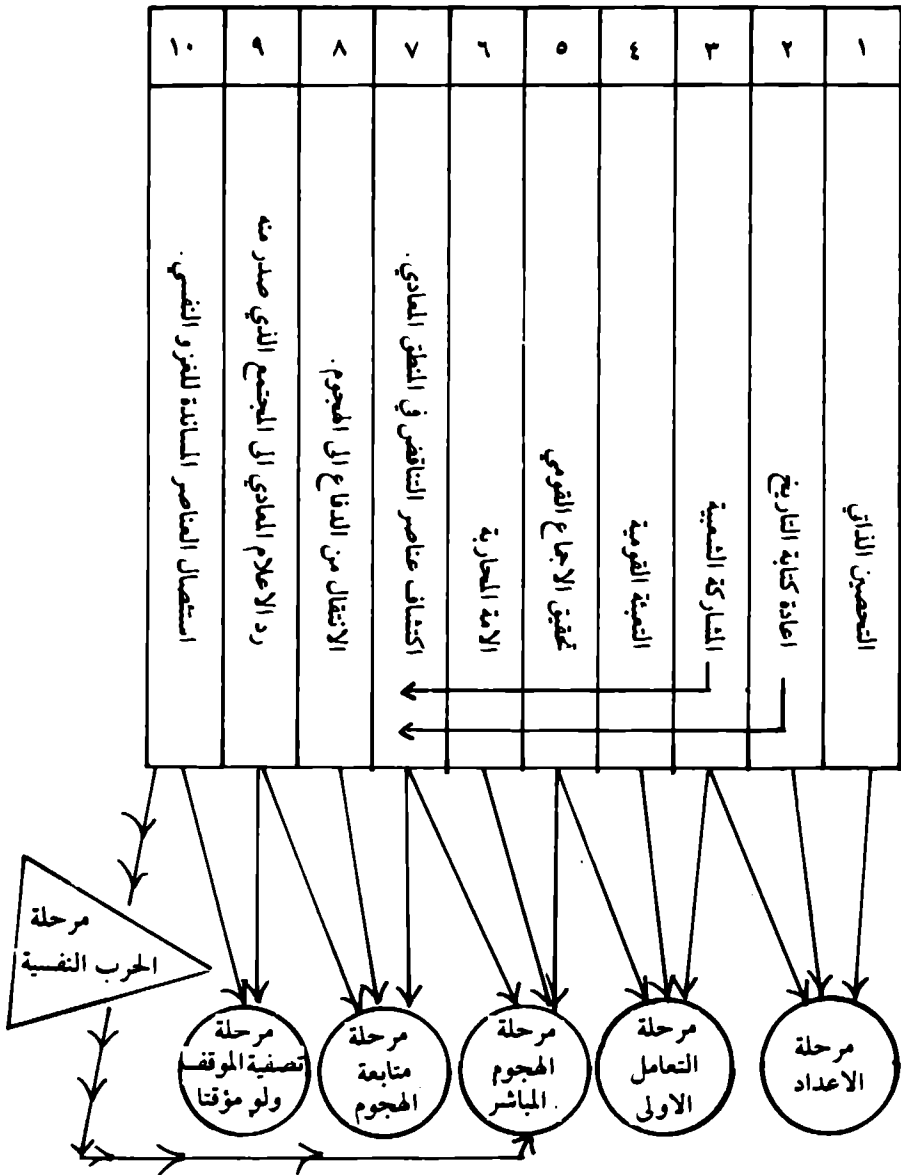 ١
٢
٣
٤
٥
٦
٧
٨
٩
١٠
التحصين الذاتي
اعادة كتابة التاريخ
المشاركة الشعبية
التعبئة القومية
تحقيق الاجماع القومي
الامة المحاربة
اكتشاف عناصر التناقض في المنطق المعادي.
الانتقال من الدفاع الى الهجوم.
رد الاعلام المعادي الى المجتمع الذي صدر منه
استئصال العناصر المساندة للغزو النفسي.
مرحلة
الاعداد
مرحلة
التعامل
الاولى
مرحلة
الهجوم
المباشر
مرحلة
متابعة
الهجوم
مرحلة
تصفية الموقف
ولو مؤقتا
مرحلة
الحرب النفسية